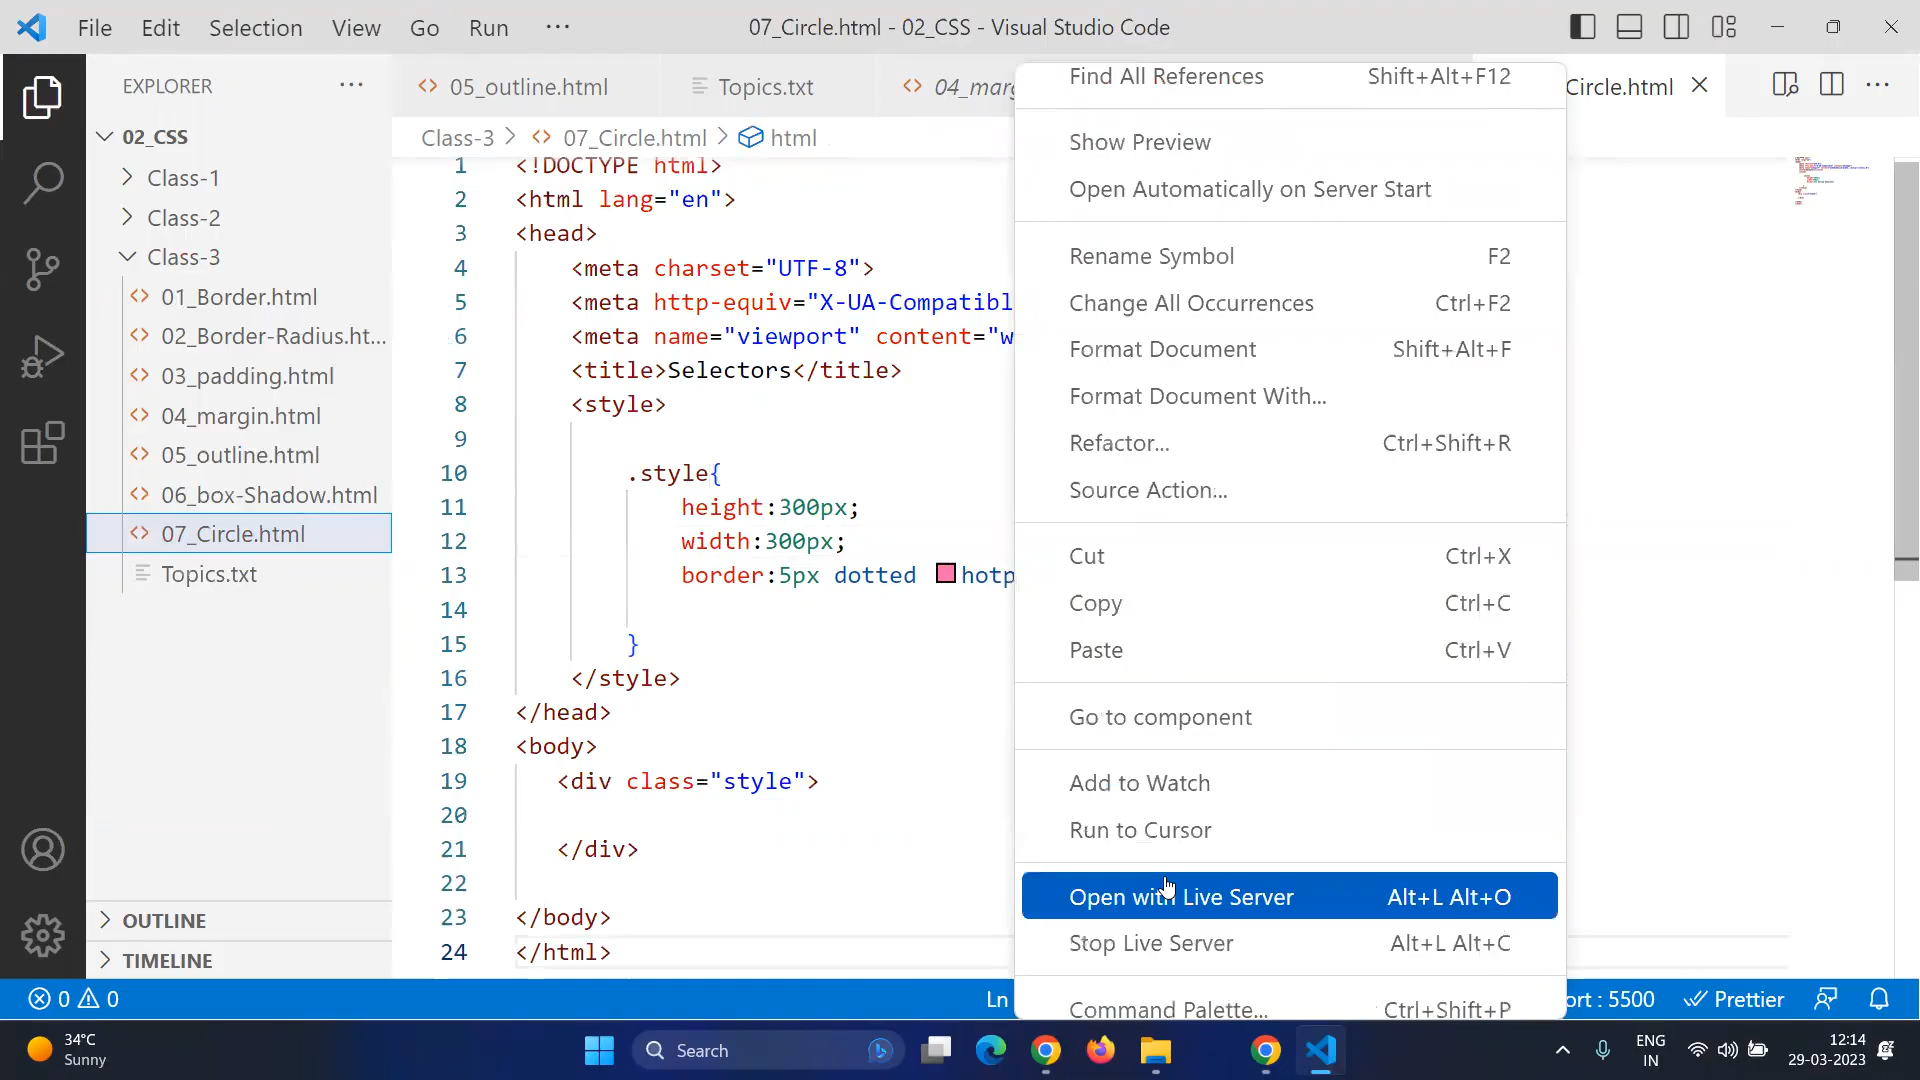 File Edit Selection View Go Run ··· 07_Circle.html - 02_CSS - Visual Studio Code
EXPLORER ···
05_outline.html Topics.txt 04_marg Circle.html
02_CSS
Class-1
Class-2
Class-3
01_Border.html
02_Border-Radius.ht...
03_padding.html
04_margin.html
05_outline.html
06_box-Shadow.html
07_Circle.html
Topics.txt
OUTLINE
TIMELINE
Class-3 > 07_Circle.html > html
1 <!DOCTYPE html>
2 <html lang="en">
3 <head>
4 <meta charset="UTF-8">
5 <meta http-equiv="X-UA-Compatibl
6 <meta name="viewport" content="w
7 <title>Selectors</title>
8 <style>
9
10 .style{
11 height:300px;
12 width:300px;
13 border:5px dotted hotp
14
15 }
16 </style>
17 </head>
18 <body>
19 <div class="style">
20
21 </div>
22
23 </body>
24 </html>
Find All References Shift+Alt+F12
Show Preview
Open Automatically on Server Start
Rename Symbol F2
Change All Occurrences Ctrl+F2
Format Document Shift+Alt+F
Format Document With...
Refactor... Ctrl+Shift+R
Source Action...
Cut Ctrl+X
Copy Ctrl+C
Paste Ctrl+V
Go to component
Add to Watch
Run to Cursor
Open with Live Server Alt+L Alt+O
Stop Live Server Alt+L Alt+C
Command Palette... Ctrl+Shift+P
0 0 Ln ort : 5500 Prettier
34°C
Sunny
Search
ENG
IN
12:14
29-03-2023